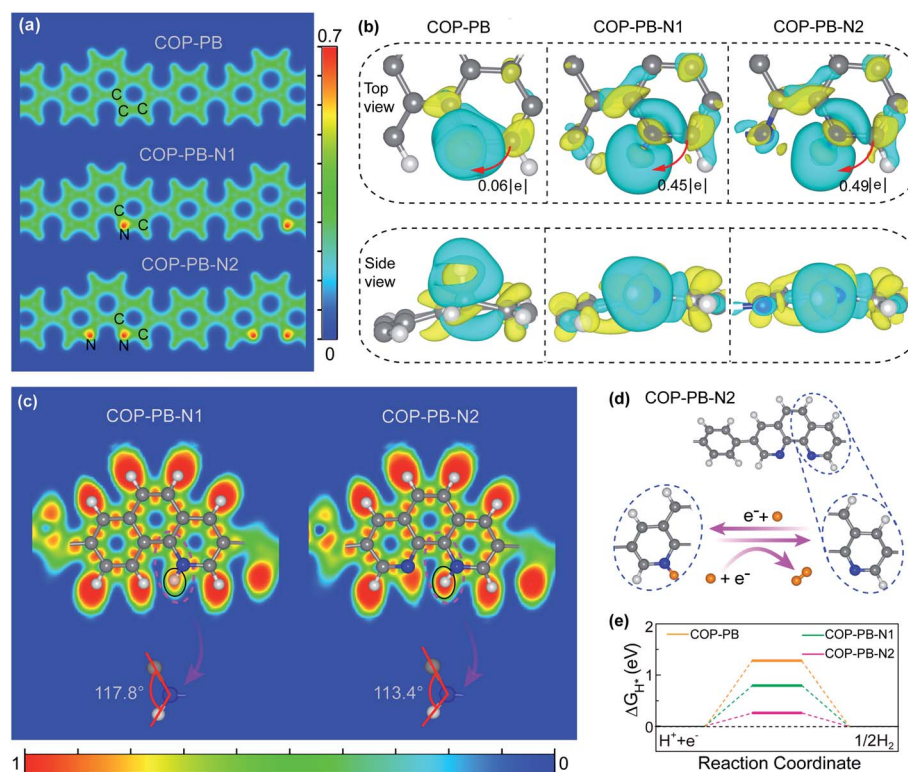 (a)
COP-PB
C
C C
COP-PB-N1
C
C
N
COP-PB-N2
C
C
N
N
0.7
0
(b)
COP-PB
COP-PB-N1
COP-PB-N2
Top
view
0.06|e|
0.45|e|
0.49|e|
Side
view
(c)
COP-PB-N1
COP-PB-N2
117.8°
113.4°
1
0
(d)
COP-PB-N2
e⁻+
+ e⁻
(e)
COP-PB
COP-PB-N1
COP-PB-N2
2
1
0
ΔG_H* (eV)
H⁺+e⁻
1/2H₂
Reaction Coordinate